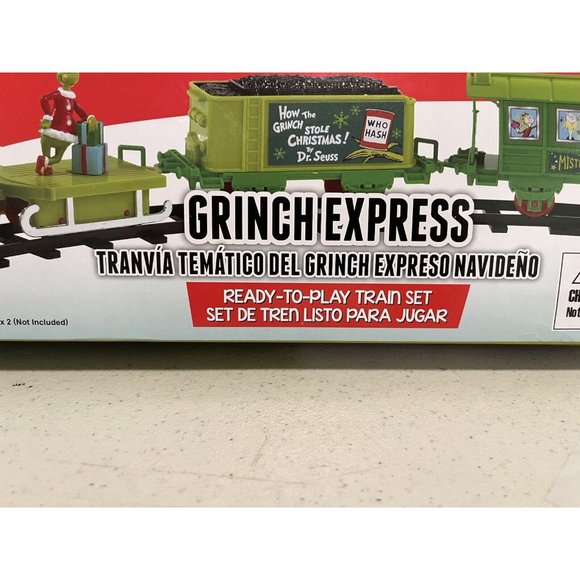 HOW THE
GRINCH
STOLE
CHRISTMAS!
By
DR. SEUSS
WHO
HASH
GRINCH EXPRESS
TRANVÍA TEMÁTICO DEL GRINCH EXPRESO NAVIDEÑO
READY-TO-PLAY TRAIN SET
SET DE TREN LISTO PARA JUGAR
x 2 (Not Included)